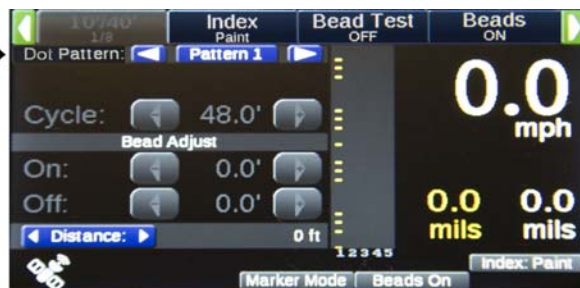 10'/40'
1/8
Index
Paint
Bead Test
OFF
Beads
ON
Dot Pattern:
Pattern 1
Cycle:
48.0'
Bead Adjust
On:
0.0'
Off:
0.0'
Distance:
0 ft
12345
0.0
mph
0.0
mils
0.0
mils
Index: Paint
Marker Mode
Beads On